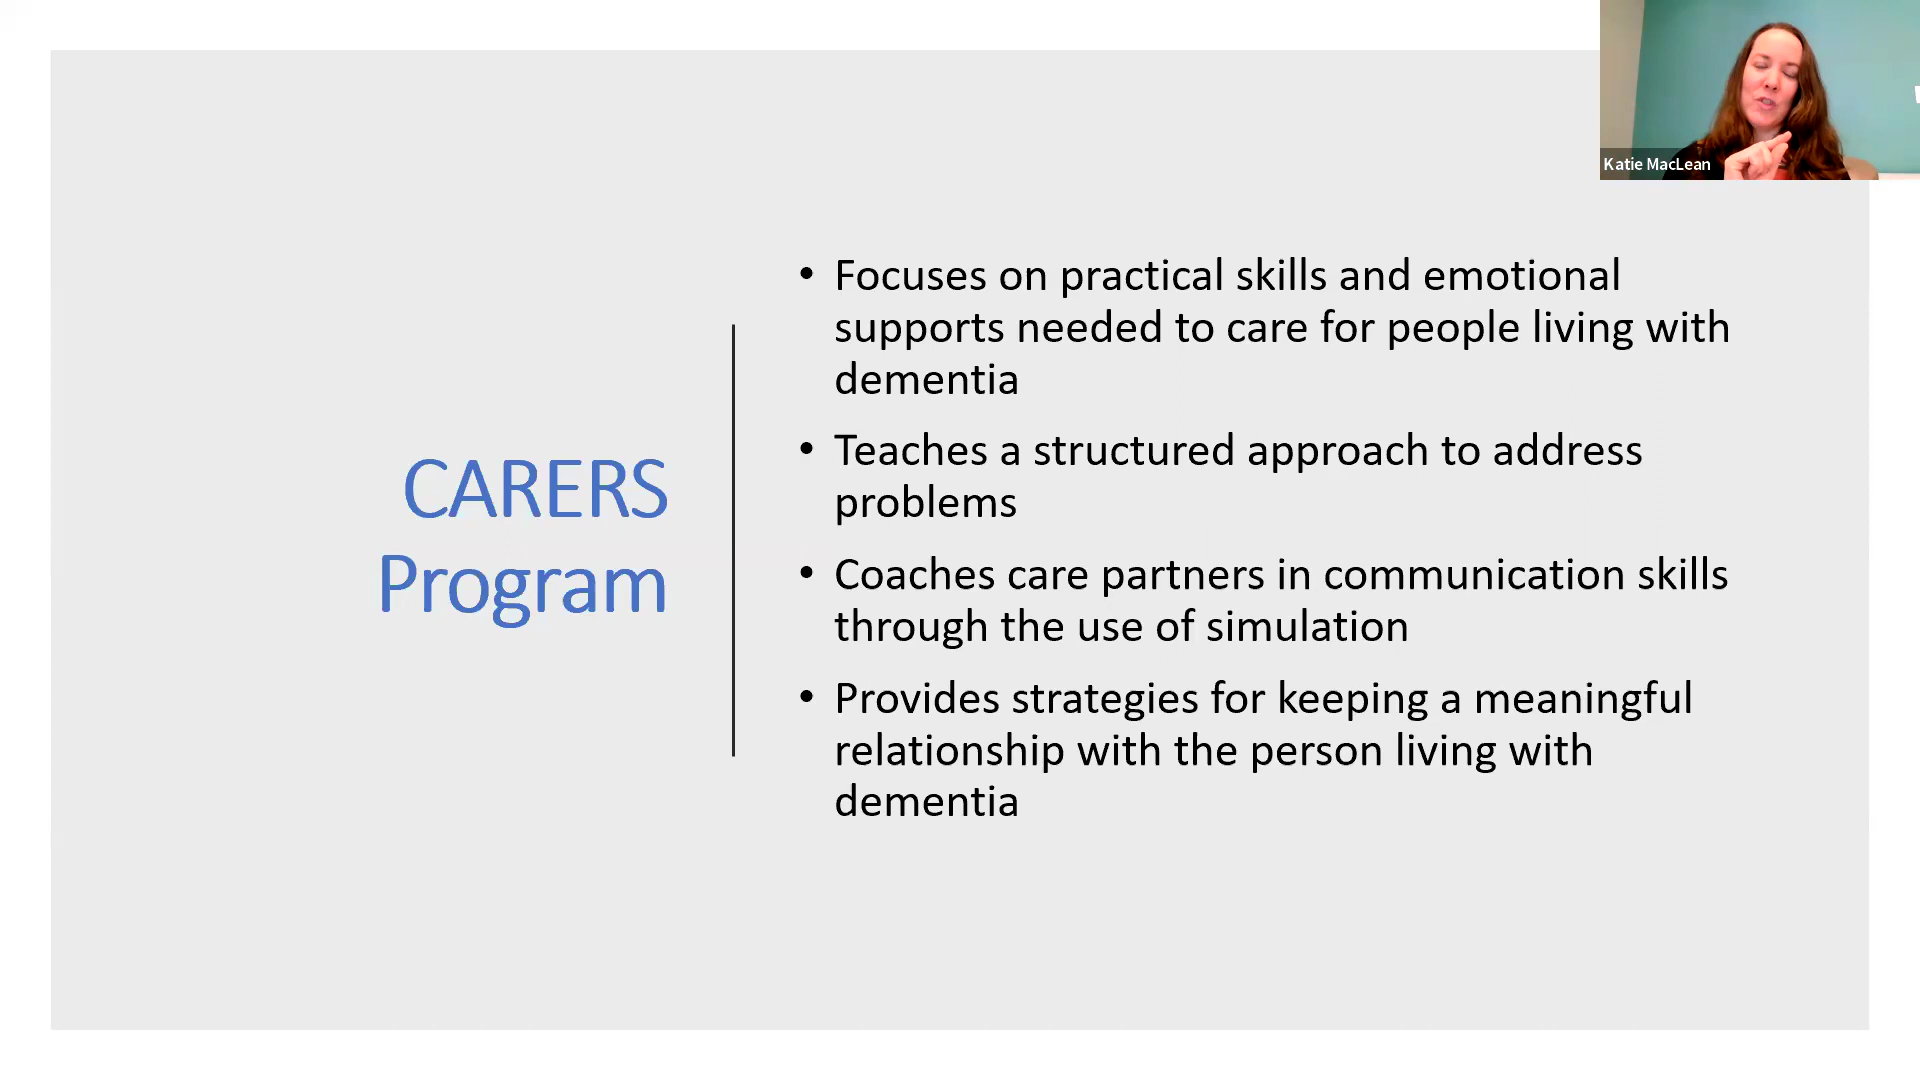 Katie MacLean
CARERS
Program
• Focuses on practical skills and emotional
supports needed to care for people living with
dementia
• Teaches a structured approach to address
problems
• Coaches care partners in communication skills
through the use of simulation
• Provides strategies for keeping a meaningful
relationship with the person living with
dementia